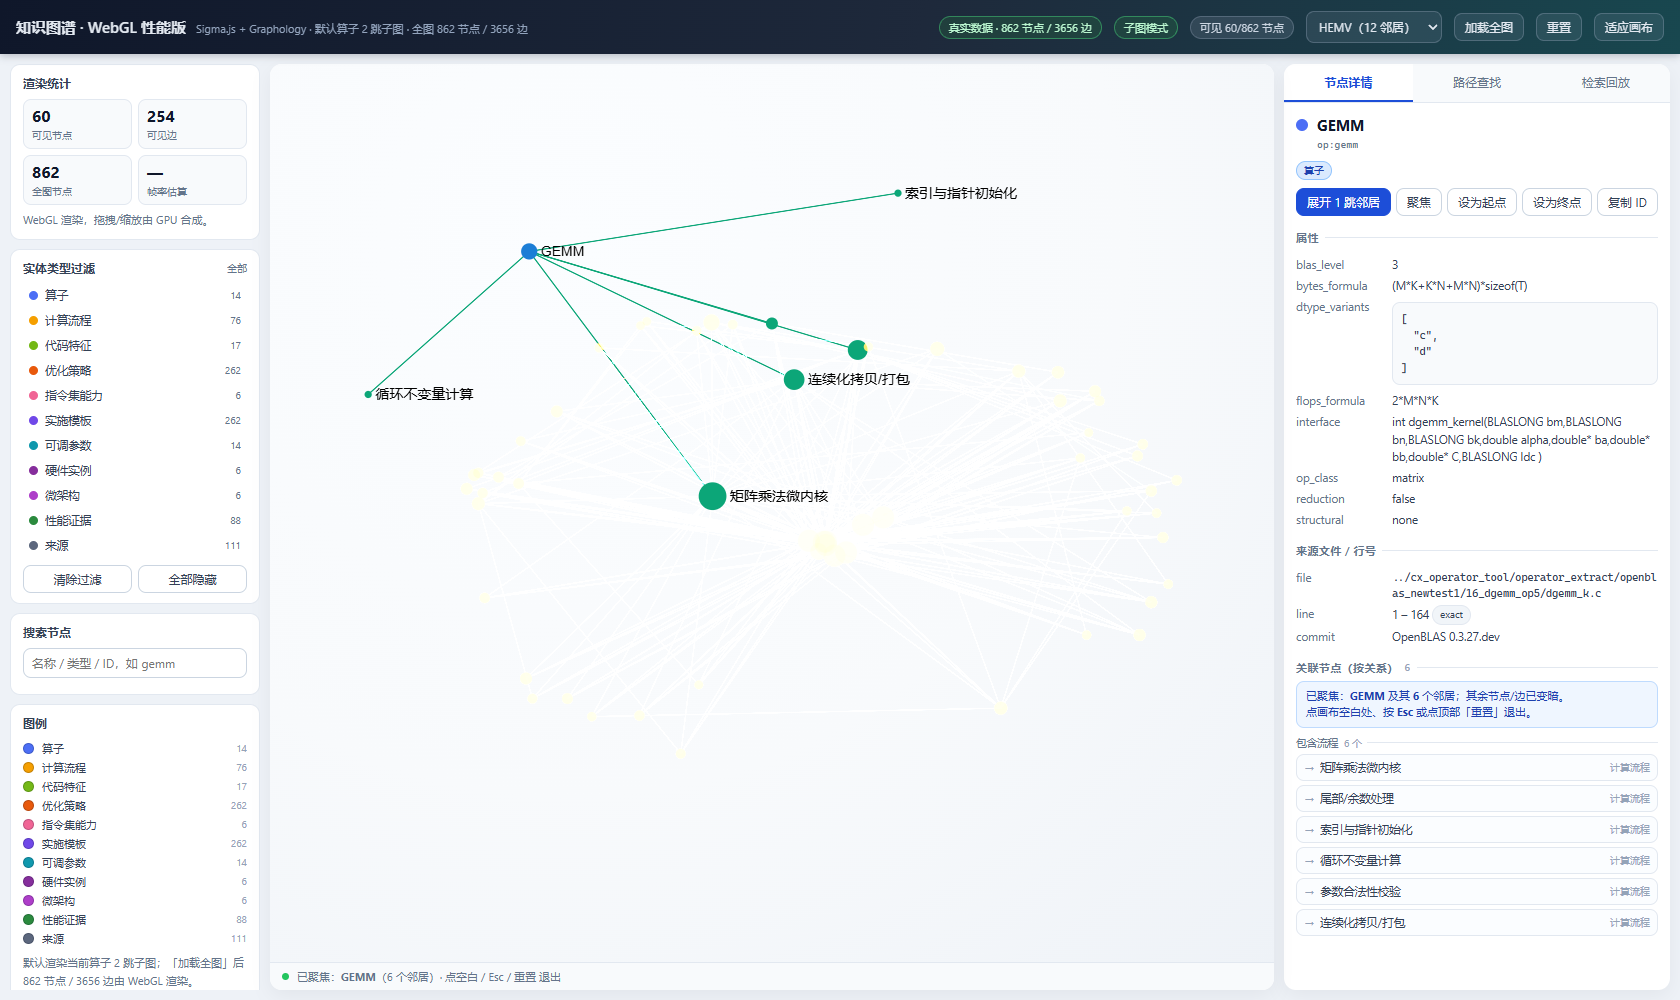 知识图谱 · WebGL 性能版
Sigma.js + Graphology · 默认算子 2 跳子图 · 全图 862 节点 / 3656 边
真实数据 · 862 节点 / 3656 边
子图模式
可见 60/862 节点
HEMV（12 邻居）
加载全图
重置
适应画布
渲染统计
60
可见节点
254
可见边
862
全图节点
—
帧率估算
WebGL 渲染，拖拽/缩放由 GPU 合成。
实体类型过滤
全部
算子 14
计算流程 76
代码特征 17
优化策略 262
指令集能力 6
实施模板 262
可调参数 14
硬件实例 6
微架构 6
性能证据 88
来源 111
清除过滤
全部隐藏
搜索节点
名称 / 类型 / ID，如 gemm
图例
算子 14
计算流程 76
代码特征 17
优化策略 262
指令集能力 6
实施模板 262
可调参数 14
硬件实例 6
微架构 6
性能证据 88
来源 111
默认渲染当前算子 2 跳子图；「加载全图」后
862 节点 / 3656 边由 WebGL 渲染。
索引与指针初始化
GEMM
连续化拷贝/打包
循环不变量计算
矩阵乘法微内核
已聚焦：GEMM（6 个邻居）· 点空白 / Esc / 重置 退出
节点详情
路径查找
检索回放
GEMM
op:gemm
算子
展开 1 跳邻居
聚焦
设为起点
设为终点
复制 ID
属性
blas_level 3
bytes_formula (M*K+K*N+M*N)*sizeof(T)
dtype_variants
[
"c",
"d"
]
flops_formula 2*M*N*K
interface int dgemm_kernel(BLASLONG bm,BLASLONG
bn,BLASLONG bk,double alpha,double* ba,double*
bb,double* C,BLASLONG ldc )
op_class matrix
reduction false
structural none
来源文件 / 行号
file ../cx_operator_tool/operator_extract/openbl
as_newtest1/16_dgemm_op5/dgemm_k.c
line 1 – 164 exact
commit OpenBLAS 0.3.27.dev
关联节点（按关系） 6
已聚焦：GEMM 及其 6 个邻居；其余节点/边已变暗。
点画布空白处、按 Esc 或点顶部「重置」退出。
包含流程 6 个
→ 矩阵乘法微内核 计算流程
→ 尾部/余数处理 计算流程
→ 索引与指针初始化 计算流程
→ 循环不变量计算 计算流程
→ 参数合法性校验 计算流程
→ 连续化拷贝/打包 计算流程